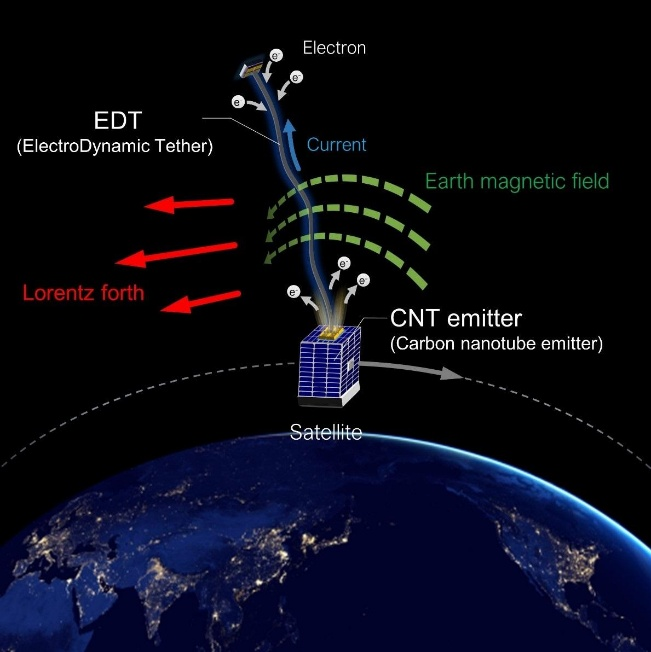 Electron
e⁻
e⁻
e⁻
EDT
(ElectroDynamic Tether)
Current
Earth magnetic field
Lorentz forth
e⁻
e⁻
e⁻
CNT emitter
(Carbon nanotube emitter)
Satellite